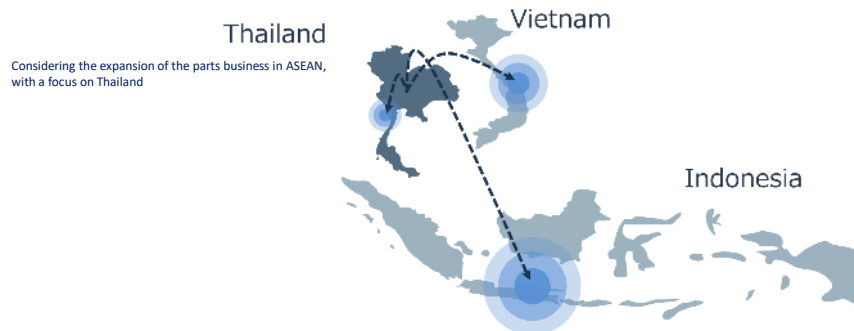 Thailand
Vietnam
Considering the expansion of the parts business in ASEAN,
with a focus on Thailand
Indonesia